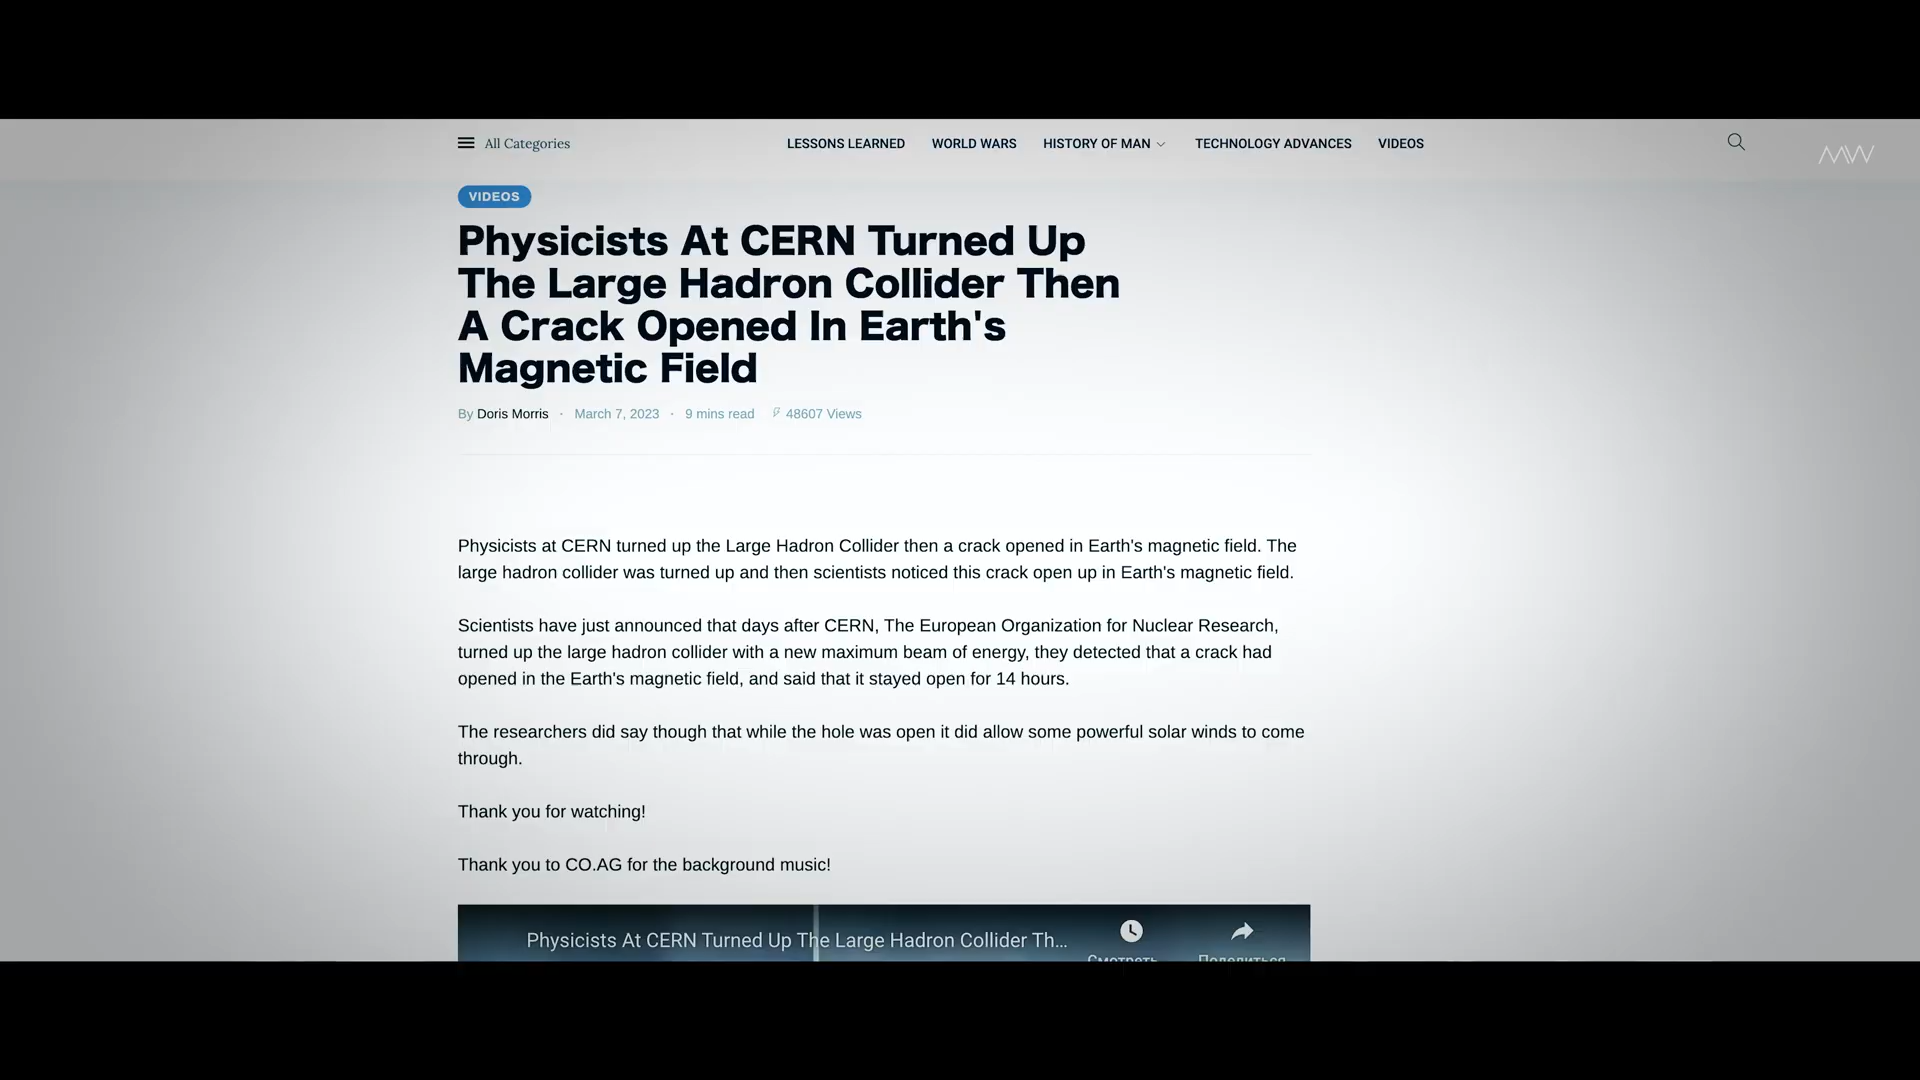 All Categories
LESSONS LEARNED
WORLD WARS
HISTORY OF MAN
TECHNOLOGY ADVANCES
VIDEOS
MW
VIDEOS
Physicists At CERN Turned Up
The Large Hadron Collider Then
A Crack Opened In Earth's
Magnetic Field
By Doris Morris · March 7, 2023 · 9 mins read 48607 Views
Physicists at CERN turned up the Large Hadron Collider then a crack opened in Earth's magnetic field. The
large hadron collider was turned up and then scientists noticed this crack open up in Earth's magnetic field.
Scientists have just announced that days after CERN, The European Organization for Nuclear Research,
turned up the large hadron collider with a new maximum beam of energy, they detected that a crack had
opened in the Earth's magnetic field, and said that it stayed open for 14 hours.
The researchers did say though that while the hole was open it did allow some powerful solar winds to come
through.
Thank you for watching!
Thank you to CO.AG for the background music!
Physicists At CERN Turned Up The Large Hadron Collider Th...
Смотреть
Поделиться